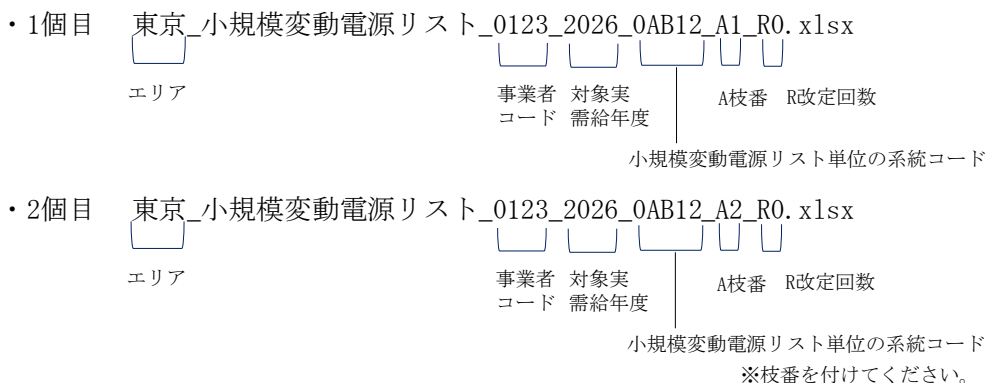 ・1個目 東京_小規模変動電源リスト_0123_2026_0AB12_A1_R0.xlsx
エリア 事業者コード 対象実需給年度 A枝番 R改定回数
小規模変動電源リスト単位の系統コード
・2個目 東京_小規模変動電源リスト_0123_2026_0AB12_A2_R0.xlsx
エリア 事業者コード 対象実需給年度 A枝番 R改定回数
小規模変動電源リスト単位の系統コード
※枝番を付けてください。